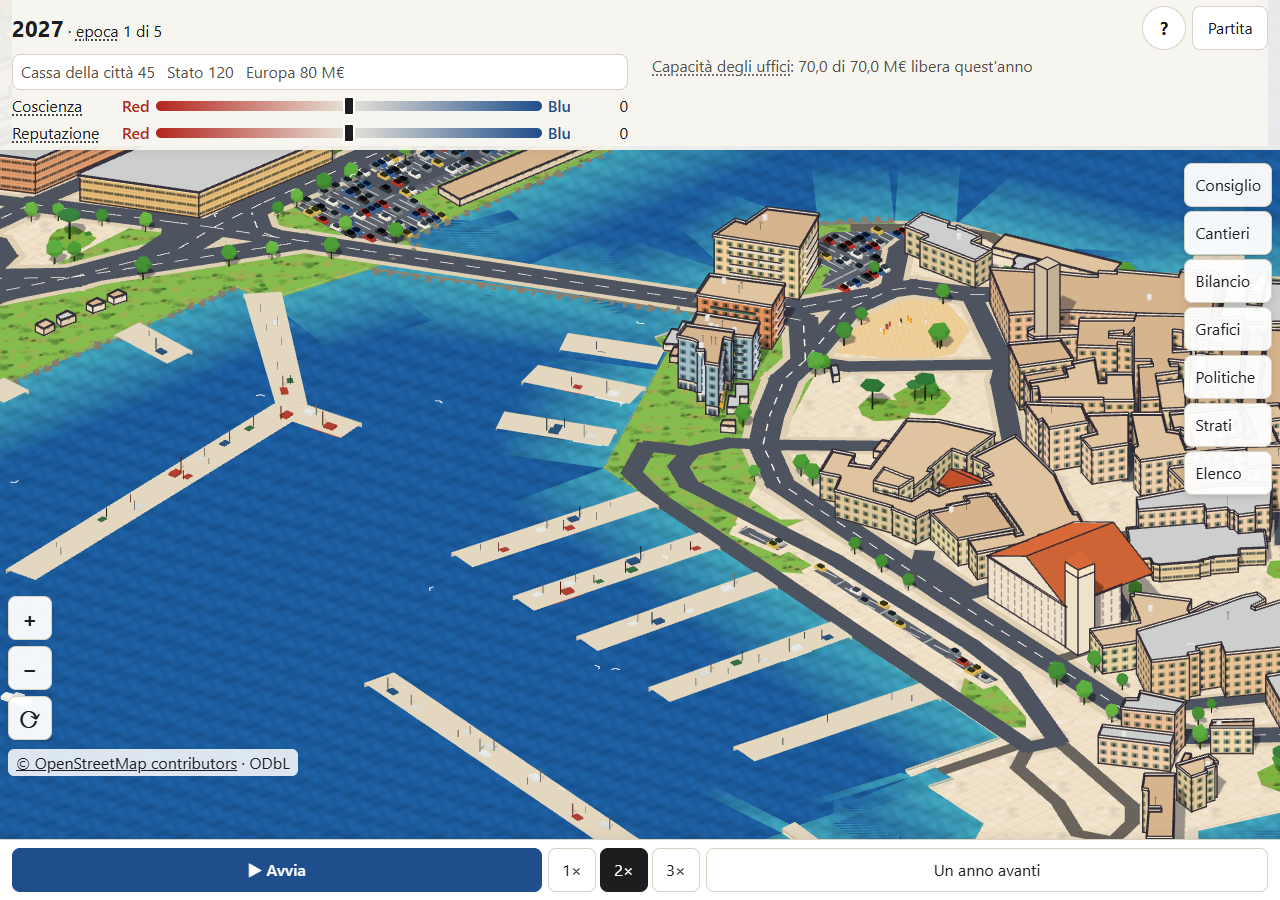 2027 · epoca 1 di 5
? Partita
Cassa della città 45 Stato 120 Europa 80 M€
Capacità degli uffici: 70,0 di 70,0 M€ libera quest'anno
Coscienza Red Blu 0
Reputazione Red Blu 0
Consiglio
Cantieri
Bilancio
Grafici
Politiche
Strati
Elenco
+
−
© OpenStreetMap contributors · ODbL
▶ Avvia 1× 2× 3× Un anno avanti